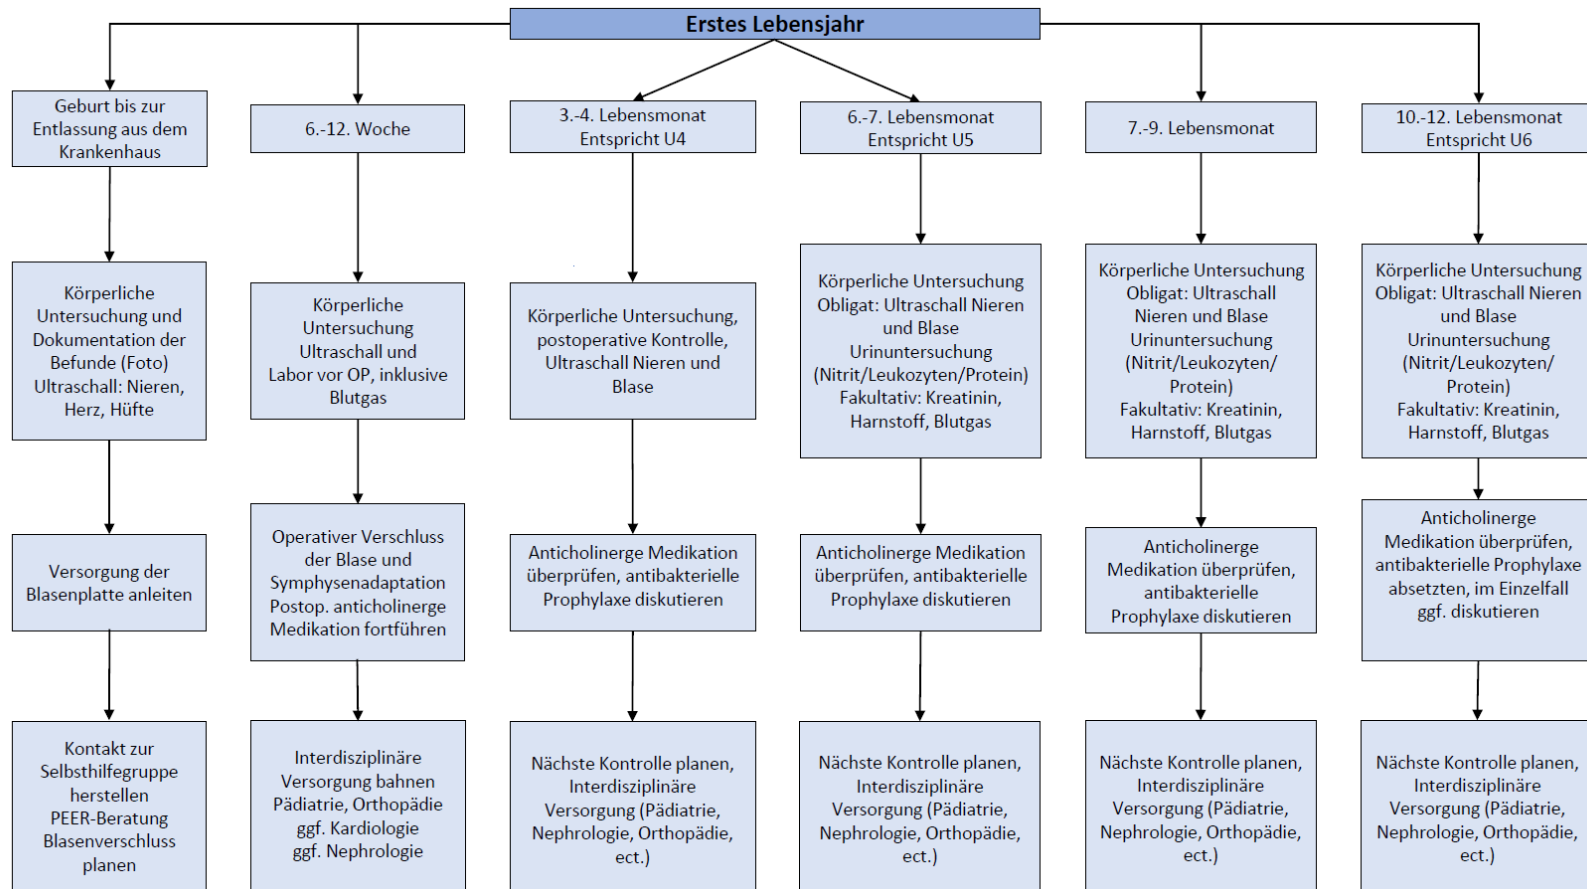 Erstes Lebensjahr
Geburt bis zur
Entlassung aus dem
Krankenhaus
Körperliche
Untersuchung und
Dokumentation der
Befunde (Foto)
Ultraschall: Nieren,
Herz, Hüfte
Versorgung der
Blasenplatte anleiten
Kontakt zur
Selbsthilfegruppe
herstellen
PEER-Beratung
Blasenverschluss
planen
6.-12. Woche
Körperliche
Untersuchung
Ultraschall und
Labor vor OP, inklusive
Blutgas
Operativer Verschluss
der Blase und
Symphysenadaptation
Postop. anticholinerge
Medikation fortführen
Interdisziplinäre
Versorgung bahnen
Pädiatrie, Orthopädie
ggf. Kardiologie
ggf. Nephrologie
3.-4. Lebensmonat
Entspricht U4
Körperliche Untersuchung,
postoperative Kontrolle,
Ultraschall Nieren und
Blase
Anticholinerge Medikation
überprüfen, antibakterielle
Prophylaxe diskutieren
Nächste Kontrolle planen,
Interdisziplinäre
Versorgung (Pädiatrie,
Nephrologie, Orthopädie,
ect.)
6.-7. Lebensmonat
Entspricht U5
Körperliche Untersuchung
Obligat: Ultraschall Nieren
und Blase
Urinuntersuchung
(Nitrit/Leukozyten/Protein)
Fakultativ: Kreatinin,
Harnstoff, Blutgas
Anticholinerge Medikation
überprüfen, antibakterielle
Prophylaxe diskutieren
Nächste Kontrolle planen,
Interdisziplinäre
Versorgung (Pädiatrie,
Nephrologie, Orthopädie,
ect.)
7.-9. Lebensmonat
Körperliche Untersuchung
Obligat: Ultraschall
Nieren und Blase
Urinuntersuchung
(Nitrit/Leukozyten/
Protein)
Fakultativ: Kreatinin,
Harnstoff, Blutgas
Anticholinerge
Medikation überprüfen,
antibakterielle
Prophylaxe diskutieren
Nächste Kontrolle planen,
Interdisziplinäre
Versorgung (Pädiatrie,
Nephrologie, Orthopädie,
ect.)
10.-12. Lebensmonat
Entspricht U6
Körperliche Untersuchung
Obligat: Ultraschall Nieren
und Blase
Urinuntersuchung
(Nitrit/Leukozyten/
Protein)
Fakultativ: Kreatinin,
Harnstoff, Blutgas
Anticholinerge
Medikation überprüfen,
antibakterielle Prophylaxe
absetzten, im Einzelfall
ggf. diskutieren
Nächste Kontrolle planen,
Interdisziplinäre
Versorgung (Pädiatrie,
Nephrologie, Orthopädie,
ect.)